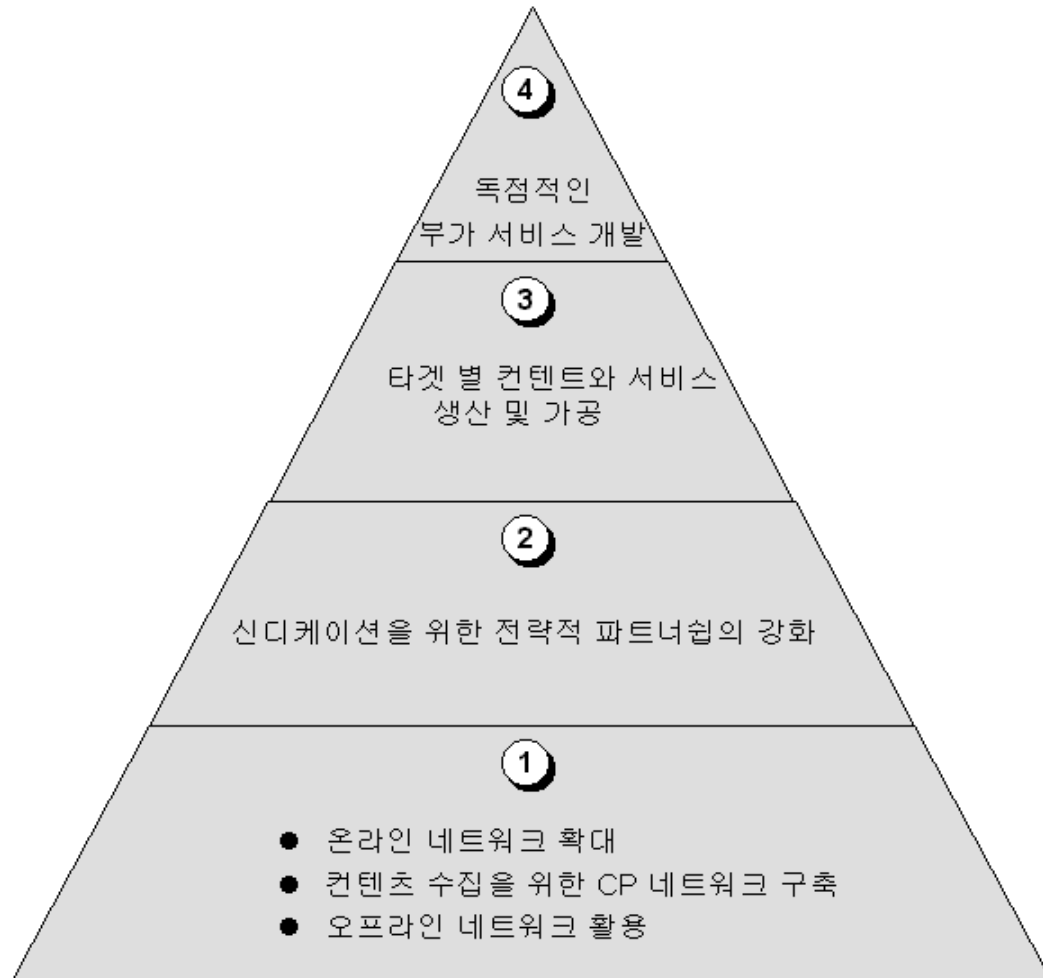 4
독점적인
부가 서비스 개발
3
타겟 별 컨텐트와 서비스
생산 및 가공
2
신디케이션을 위한 전략적 파트너쉽의 강화
1
● 온라인 네트워크 확대
● 컨텐츠 수집을 위한 CP 네트워크 구축
● 오프라인 네트워크 활용